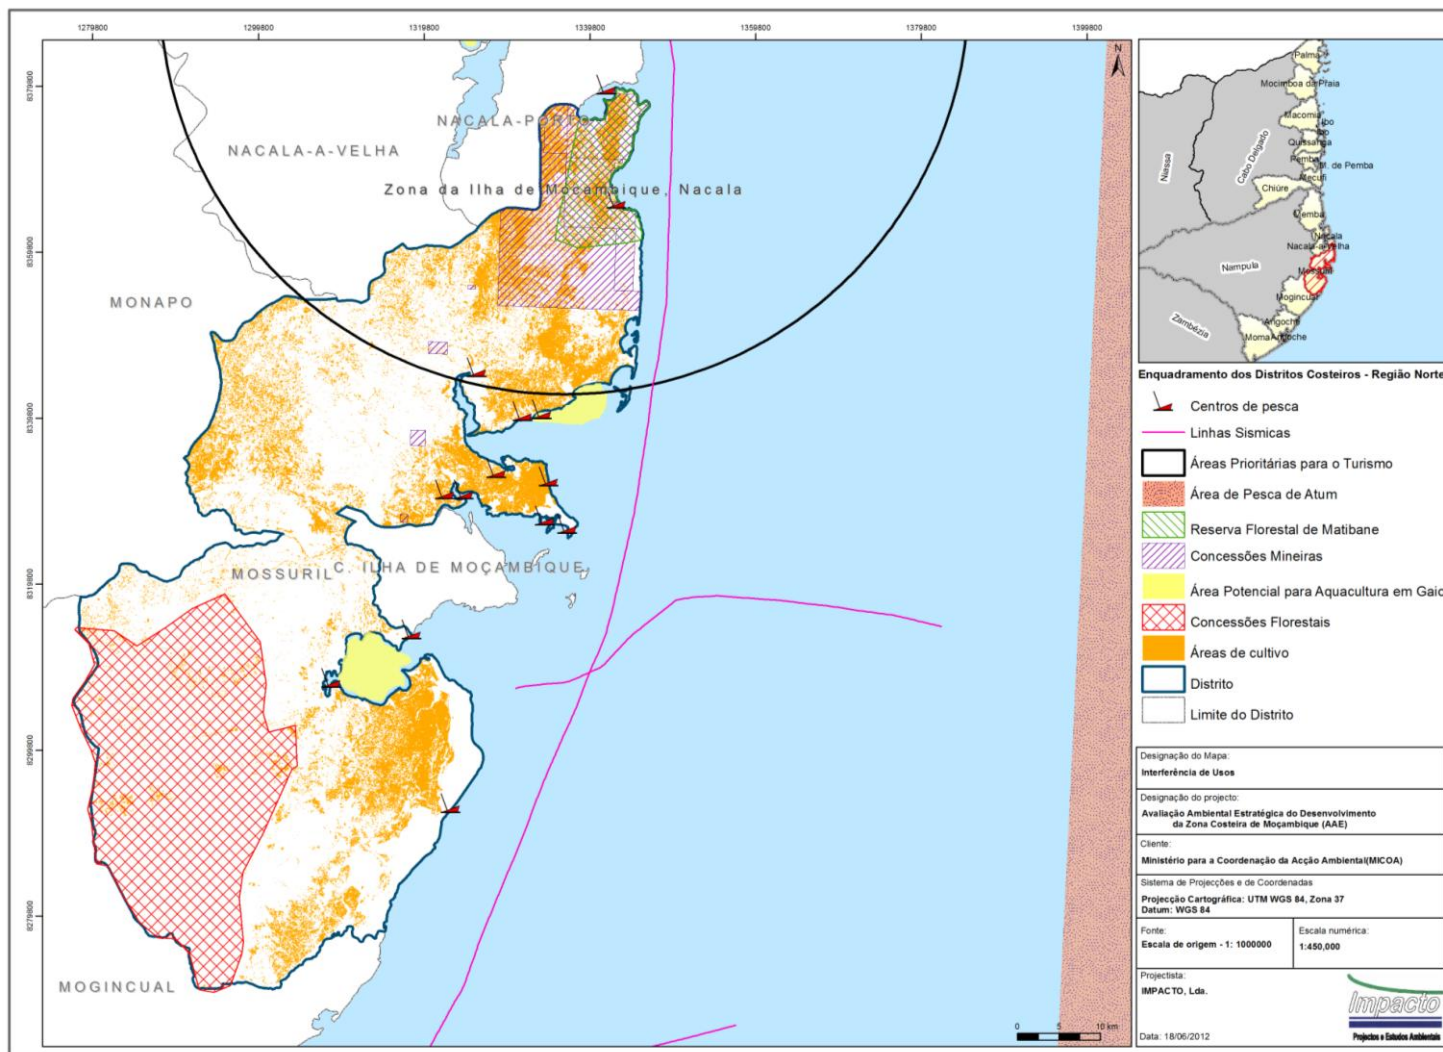 1279800 1299800 1319800 1339800 1359800 1379800 1399800
8379800
8359800
8339800
8319800
8299800
8279800
N
NACALA-PORTO
NACALA-A-VELHA
Zona da Ilha de Moçambique, Nacala
MONAPO
MOSSURIL
C. ILHA DE MOÇAMBIQUE
MOGINCUAL
0 5 10 km
Palma
Mocimboa da Praia
Macomia
Ibo
Quissanga
Pemba
M. de Pemba
Mecufi
Cabo Delgado
Niassa
Chiúre
Memba
Nacala
Nacala-a-Velha
Nampula
Mossuril
Mogincual
Zambézia
Angoche
Moma
Angoche
Enquadramento dos Distritos Costeiros - Região Norte
Centros de pesca
Linhas Sismicas
Áreas Prioritárias para o Turismo
Área de Pesca de Atum
Reserva Florestal de Matibane
Concessões Mineiras
Área Potencial para Aquacultura em Gaio
Concessões Florestais
Áreas de cultivo
Distrito
Limite do Distrito
Designação do Mapa:
Interferência de Usos
Designação do projecto:
Avaliação Ambiental Estratégica do Desenvolvimento
da Zona Costeira de Moçambique (AAE)
Cliente:
Ministério para a Coordenação da Acção Ambiental(MICOA)
Sistema de Projecções e de Coordenadas
Projecção Cartográfica: UTM WGS 84, Zona 37
Datum: WGS 84
Fonte:
Escala de origem - 1: 1000000
Escala numérica:
1:450,000
Projectista:
IMPACTO, Lda.
Data: 18/06/2012
Impacto
Projectos e Estudos Ambientais